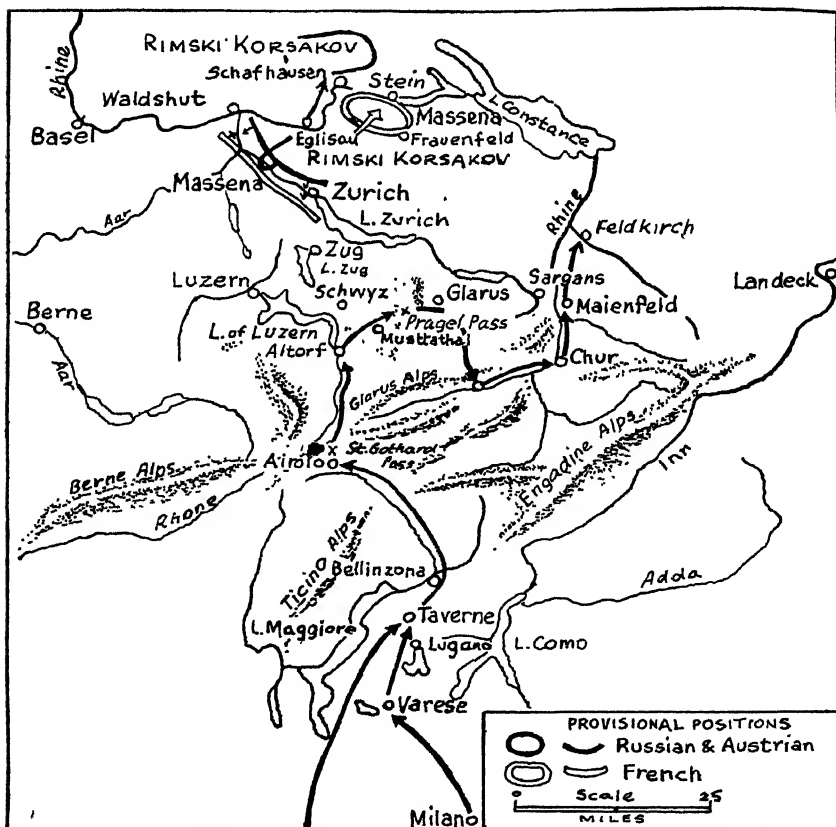 RIMSKI KORSAKOV
Schafhausen
Stein
Rhine
Waldshut
L. Constance
Massena
Basel
Eglisau
Frauenfeld
RIMSKI KORSAKOV
Massena
Zurich
L. Zurich
Aar
Rhine
Feldkirch
Zug
L. Zug
Sargans
Landeck
Luzern
Schwyz
Glarus
Maienfeld
Berne
Pragel Pass
L. of Luzern
Musttathal
Altorf
Chur
Aar
Glarus Alps
St. Gothard
Pass
Airolo
Engadine Alps
Inn
Berne Alps
Rhone
Ticino Alps
Bellinzona
Adda
Taverne
L. Maggiore
Lugano
L. Como
Varese
Milano
PROVISIONAL POSITIONS
Russian & Austrian
French
0 Scale 25
MILES